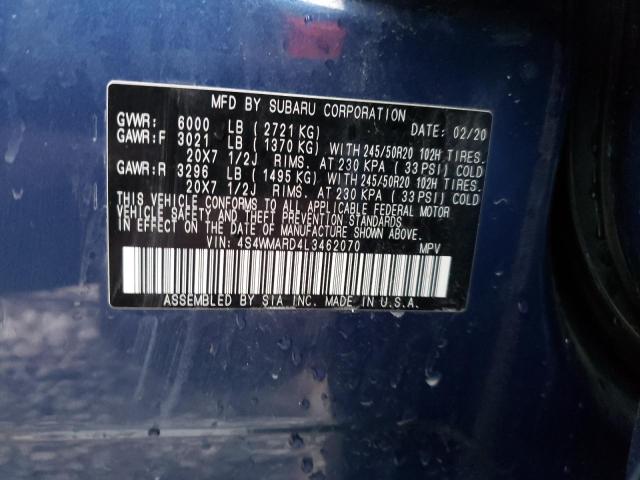 MFD BY SUBARU CORPORATION
GVWR: 6000 LB ( 2721 KG) DATE: 02/20
GAWR:F 3021 LB ( 1370 KG) WITH 245/50R20 102H TIRES.
20X7 1/2J RIMS. AT 230 KPA ( 33 PSI) COLD
GAWR:R 3296 LB ( 1495 KG) WITH 245/50R20 102H TIRES.
20X7 1/2J RIMS. AT 230 KPA ( 33 PSI) COLD
THIS VEHICLE CONFORMS TO ALL APPLICABLE FEDERAL MOTOR
VEHICLE SAFETY AND THEFT PREVENTION STANDARDS
IN EFFECT ON THE DATE OF MANUFACTURE SHOWN ABOVE.
VIN: 4S4WMARD4L3462070 MPV
ASSEMBLED BY SIA INC. MADE IN U.S.A.